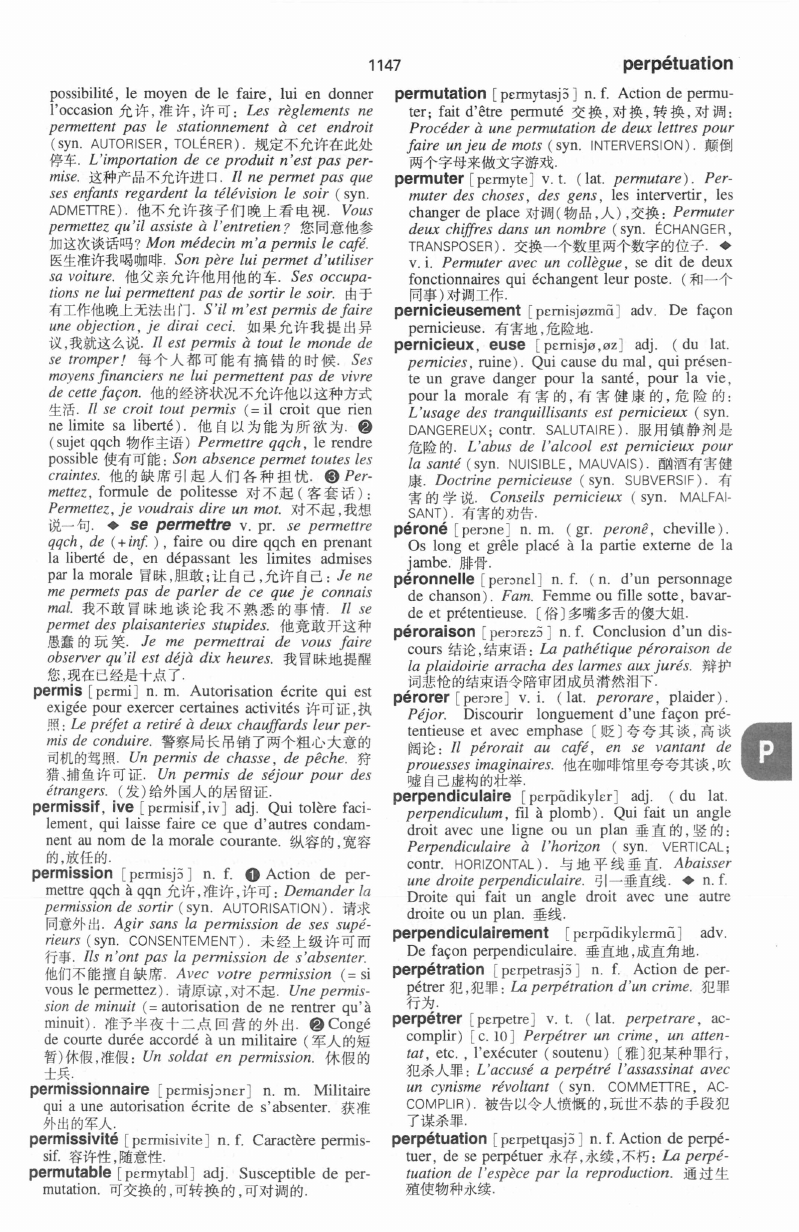 1147
perpétuation
possibilité, le moyen de le faire, lui en donner
l'occasion 允许,准许,许可: Les règlements ne
permettent pas le stationnement à cet endroit
(syn. AUTORISER, TOLÉRER). 规定不允许在此处
停车. L'importation de ce produit n'est pas per-
mise. 这种产品不允许进口. Il ne permet pas que
ses enfants regardent la télévision le soir (syn.
ADMETTRE). 他不允许孩子们晚上看电视. Vous
permettez qu'il assiste à l'entretien? 您同意他参
加这次谈话吗? Mon médecin m'a permis le café.
医生准许我喝咖啡. Son père lui permet d'utiliser
sa voiture. 他父亲允许他用他的车. Ses occupa-
tions ne lui permettent pas de sortir le soir. 由于
有工作他晚上无法出门. S'il m'est permis de faire
une objection, je dirai ceci. 如果允许我提出异
议,我就这么说. Il est permis à tout le monde de
se tromper! 每个人都可能有搞错的时候. Ses
moyens financiers ne lui permettent pas de vivre
de cette façon. 他的经济状况不允许他以这种方式
生活. Il se croit tout permis (= il croit que rien
ne limite sa liberté). 他自以为能为所欲为. ❷
(sujet qqch 物作主语) Permettre qqch, le rendre
possible 使有可能: Son absence permet toutes les
craintes. 他的缺席引起人们各种担忧. ❸ Per-
mettez, formule de politesse 对不起(客套话):
Permettez, je voudrais dire un mot. 对不起,我想
说一句. ◆ se permettre v. pr. se permettre
qqch, de (+inf.), faire ou dire qqch en prenant
la liberté de, en dépassant les limites admises
par la morale 冒昧,胆敢;让自己,允许自己: Je ne
me permets pas de parler de ce que je connais
mal. 我不敢冒昧地谈论我不熟悉的事情. Il se
permet des plaisanteries stupides. 他竟敢开这种
愚蠢的玩笑. Je me permettrai de vous faire
observer qu'il est déjà dix heures. 我冒昧地提醒
您,现在已经是十点了.
permis [pɛrmi] n. m. Autorisation écrite qui est
exigée pour exercer certaines activités 许可证,执
照: Le préfet a retiré à deux chauffards leur per-
mis de conduire. 警察局长吊销了两个粗心大意的
司机的驾照. Un permis de chasse, de pêche. 狩
猎、捕鱼许可证. Un permis de séjour pour des
étrangers. (发)给外国人的居留证.
permissif, ive [pɛrmisif,iv] adj. Qui tolère faci-
lement, qui laisse faire ce que d'autres condam-
nent au nom de la morale courante. 纵容的,宽容
的,放任的.
permission [pɛrmisjɔ̃] n. f. ❶ Action de per-
mettre qqch à qqn 允许,准许,许可: Demander la
permission de sortir (syn. AUTORISATION). 请求
同意外出. Agir sans la permission de ses supé-
rieurs (syn. CONSENTEMENT). 未经上级许可而
行事. Ils n'ont pas la permission de s'absenter.
他们不能擅自缺席. Avec votre permission (= si
vous le permettez). 请原谅,对不起. Une permis-
sion de minuit (= autorisation de ne rentrer qu'à
minuit). 准予半夜十二点回营的外出. ❷ Congé
de courte durée accordé à un militaire (军人的短
暂)休假,准假: Un soldat en permission. 休假的
士兵.
permissionnaire [pɛrmisjɔnɛr] n. m. Militaire
qui a une autorisation écrite de s'absenter. 获准
外出的军人.
permissivité [pɛrmisivite] n. f. Caractère permis-
sif. 容许性,随意性.
permutable [pɛrmytabl] adj. Susceptible de per-
mutation. 可交换的,可转换的,可对调的.
permutation [pɛrmytasjɔ̃] n. f. Action de permu-
ter; fait d'être permuté 交换,对换,转换,对调:
Procéder à une permutation de deux lettres pour
faire un jeu de mots (syn. INTERVERSION). 颠倒
两个字母来做文字游戏.
permuter [pɛrmyte] v. t. (lat. permutare). Per-
muter des choses, des gens, les intervertir, les
changer de place 对调(物品,人),交换: Permuter
deux chiffres dans un nombre (syn. ÉCHANGER,
TRANSPOSER). 交换一个数里两个数字的位子. ◆
v. i. Permuter avec un collègue, se dit de deux
fonctionnaires qui échangent leur poste. (和一个
同事)对调工作.
pernicieusement [pɛrnisjøzmɑ̃] adv. De façon
pernicieuse. 有害地,危险地.
pernicieux, euse [pɛrnisjø,øz] adj. (du lat.
pernicies, ruine). Qui cause du mal, qui présen-
te un grave danger pour la santé, pour la vie,
pour la morale 有害的,有害健康的,危险的:
L'usage des tranquillisants est pernicieux (syn.
DANGEREUX; contr. SALUTAIRE). 服用镇静剂是
危险的. L'abus de l'alcool est pernicieux pour
la santé (syn. NUISIBLE, MAUVAIS). 酗酒有害健
康. Doctrine pernicieuse (syn. SUBVERSIF). 有
害的学说. Conseils pernicieux (syn. MALFAI-
SANT). 有害的劝告.
péroné [perɔne] n. m. (gr. peronê, cheville).
Os long et grêle placé à la partie externe de la
jambe. 腓骨.
péronnelle [perɔnɛl] n. f. (n. d'un personnage
de chanson). Fam. Femme ou fille sotte, bavar-
de et prétentieuse. [俗]多嘴多舌的傻大姐.
péroraison [perɔrɛzɔ̃] n. f. Conclusion d'un dis-
cours 结论,结束语: La pathétique péroraison de
la plaidoirie arracha des larmes aux jurés. 辩护
词悲怆的结束语令陪审团成员潸然泪下.
pérorer [perɔre] v. i. (lat. perorare, plaider).
Péjor. Discourir longuement d'une façon pré-
tentieuse et avec emphase [贬]夸夸其谈,高谈
阔论: Il pérorait au café, en se vantant de
prouesses imaginaires. 他在咖啡馆里夸夸其谈,吹
嘘自己虚构的壮举.
perpendiculaire [pɛrpɑ̃dikylɛr] adj. (du lat.
perpendiculum, fil à plomb). Qui fait un angle
droit avec une ligne ou un plan 垂直的,竖的:
Perpendiculaire à l'horizon (syn. VERTICAL;
contr. HORIZONTAL). 与地平线垂直. Abaisser
une droite perpendiculaire. 引一垂直线. ◆ n. f.
Droite qui fait un angle droit avec une autre
droite ou un plan. 垂线.
perpendiculairement [pɛrpɑ̃dikylɛrmɑ̃] adv.
De façon perpendiculaire. 垂直地,成直角地.
perpétration [pɛrpetrasjɔ̃] n. f. Action de per-
pétrer 犯,犯罪: La perpétration d'un crime. 犯罪
行为.
perpétrer [pɛrpetre] v. t. (lat. perpetrare, ac-
complir) [c. 10] Perpétrer un crime, un atten-
tat, etc., l'exécuter (soutenu) [雅]犯某种罪行,
犯杀人罪: L'accusé a perpétré l'assassinat avec
un cynisme révoltant (syn. COMMETTRE, AC-
COMPLIR). 被告以令人愤慨的,玩世不恭的手段犯
了谋杀罪.
perpétuation [pɛrpetɥasjɔ̃] n. f. Action de perpé-
tuer, de se perpétuer 永存,永续,不朽: La perpé-
tuation de l'espèce par la reproduction. 通过生
殖使物种永续.
P